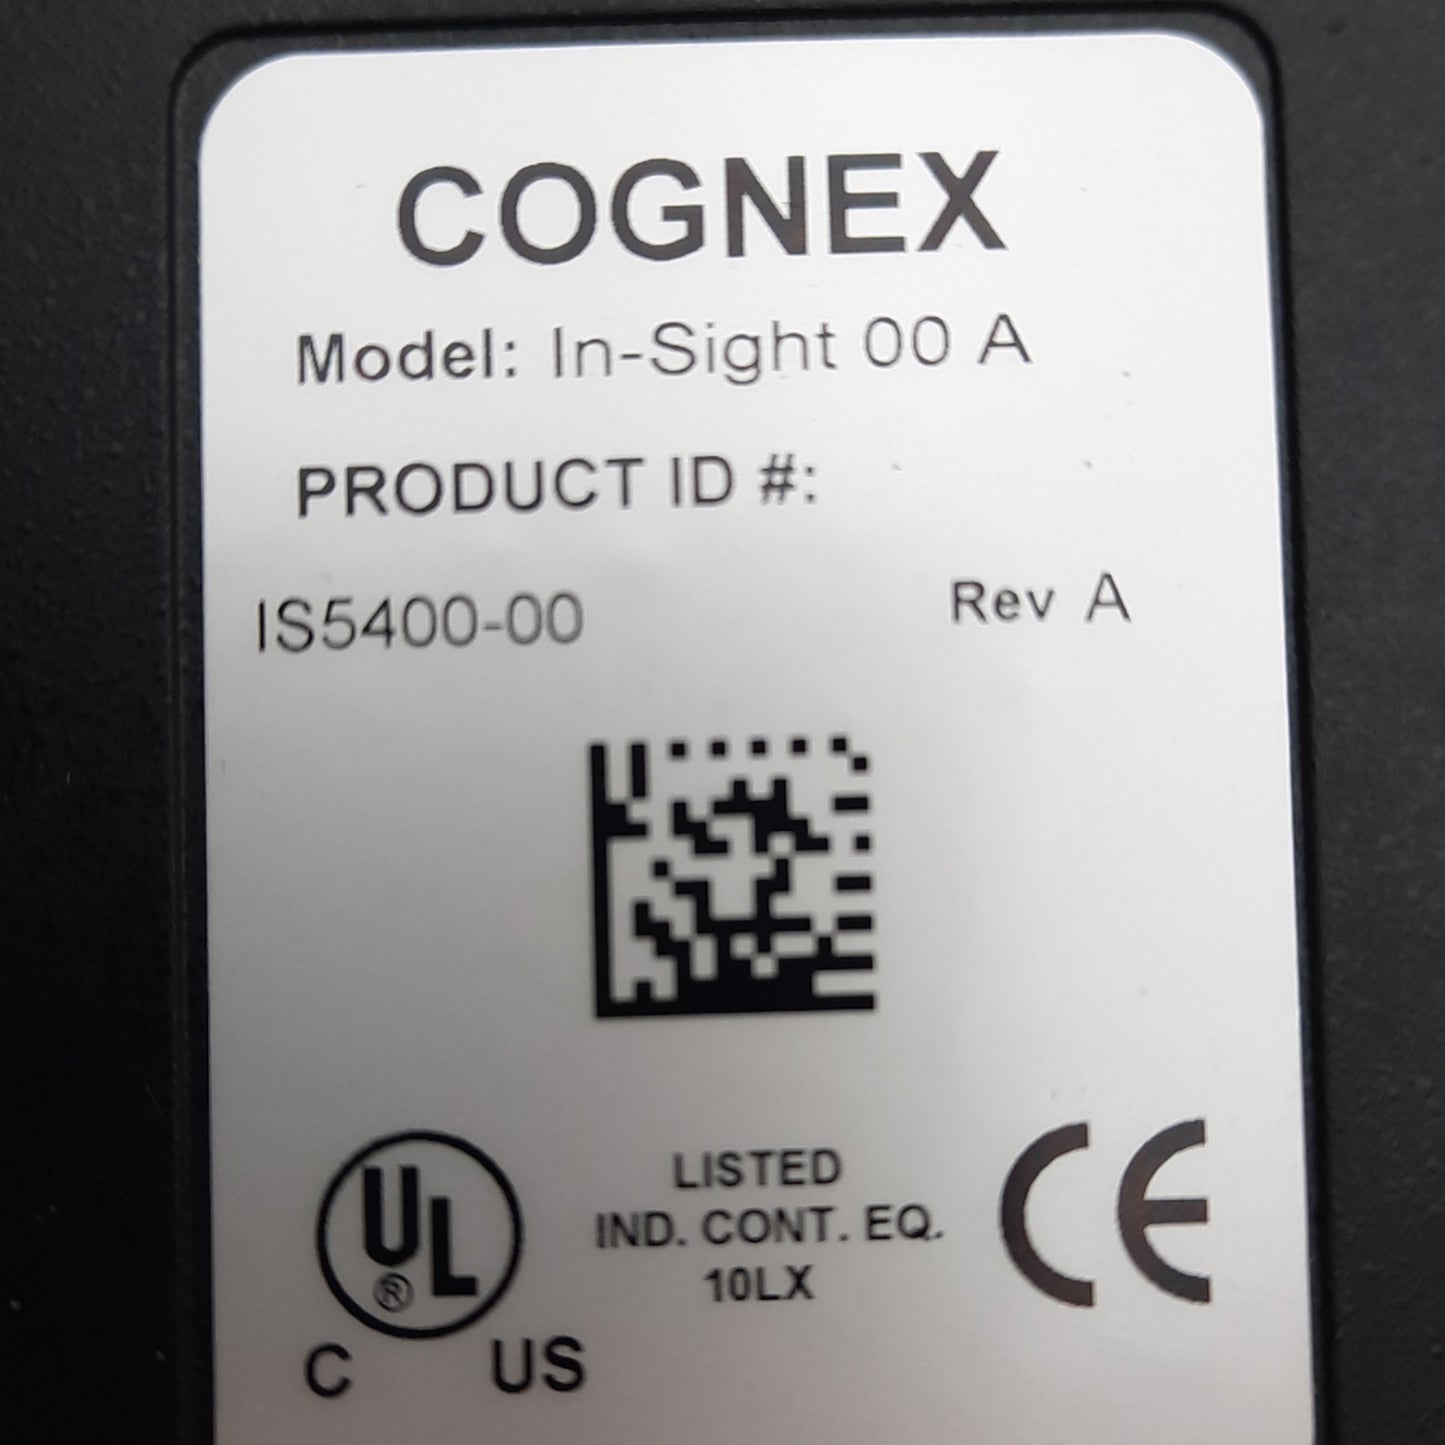 COGNEX
Model: In-Sight 00 A
PRODUCT ID #:
IS5400-00 Rev A
UL
®
C US
LISTED
IND. CONT. EQ.
10LX
CE